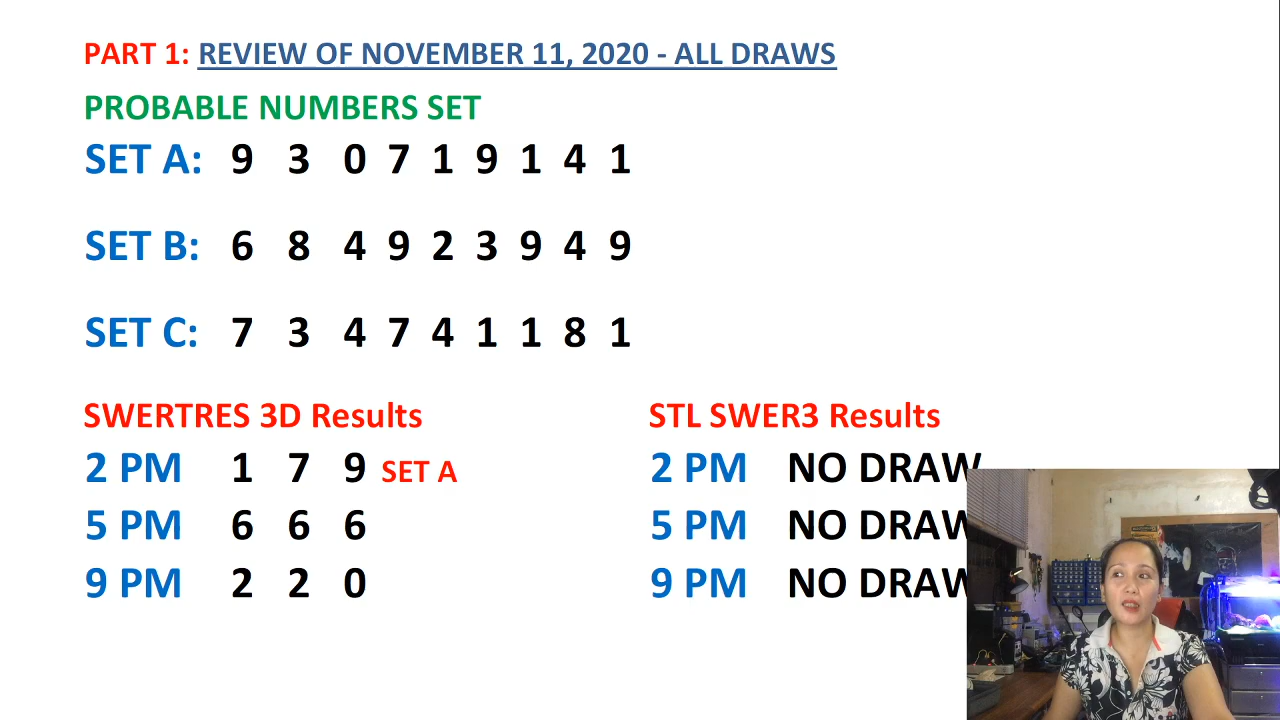 PART 1: REVIEW OF NOVEMBER 11, 2020 - ALL DRAWS
PROBABLE NUMBERS SET
SET A: 9 3 0 7 1 9 1 4 1
SET B: 6 8 4 9 2 3 9 4 9
SET C: 7 3 4 7 4 1 1 8 1
SWERTRES 3D Results
2 PM 1 7 9 SET A
5 PM 6 6 6
9 PM 2 2 0
STL SWER3 Results
2 PM NO DRAW
5 PM NO DRAW
9 PM NO DRAW